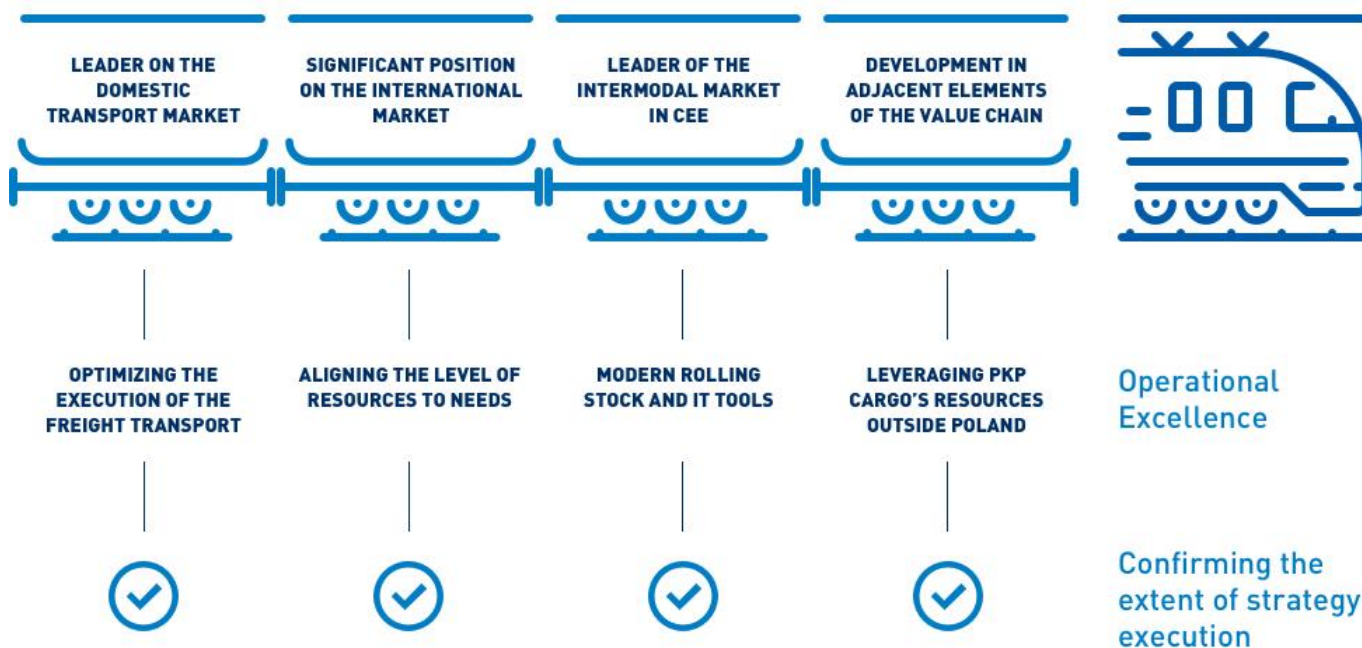 LEADER ON THE
DOMESTIC
TRANSPORT MARKET
SIGNIFICANT POSITION
ON THE INTERNATIONAL
MARKET
LEADER OF THE
INTERMODAL MARKET
IN CEE
DEVELOPMENT IN
ADJACENT ELEMENTS
OF THE VALUE CHAIN
OPTIMIZING THE
EXECUTION OF THE
FREIGHT TRANSPORT
ALIGNING THE LEVEL OF
RESOURCES TO NEEDS
MODERN ROLLING
STOCK AND IT TOOLS
LEVERAGING PKP
CARGO'S RESOURCES
OUTSIDE POLAND
Operational
Excellence
Confirming the
extent of strategy
execution